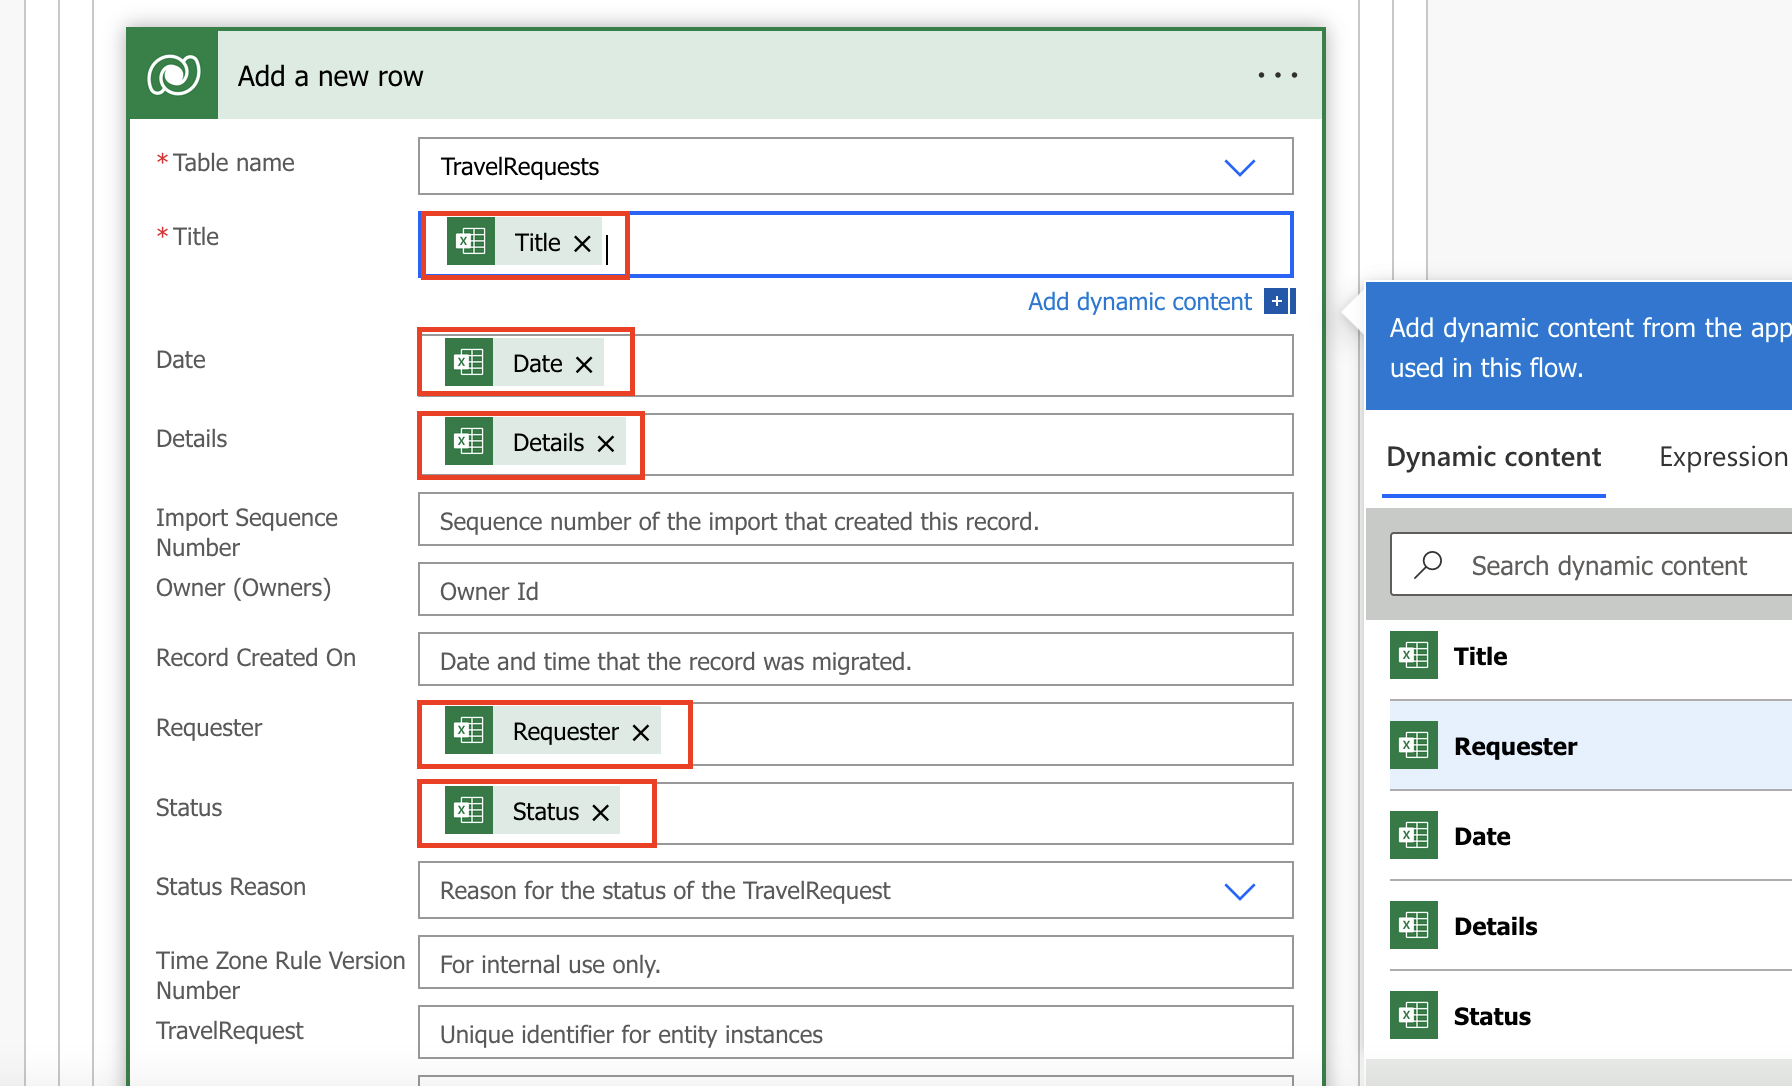 Add a new row
* Table name
TravelRequests
* Title
Title
Add dynamic content
Date
Date
Details
Details
Import Sequence
Number
Sequence number of the import that created this record.
Owner (Owners)
Owner Id
Record Created On
Date and time that the record was migrated.
Requester
Requester
Status
Status
Status Reason
Reason for the status of the TravelRequest
Time Zone Rule Version
Number
For internal use only.
TravelRequest
Unique identifier for entity instances
Add dynamic content from the app
used in this flow.
Dynamic content
Expression
Search dynamic content
Title
Requester
Date
Details
Status